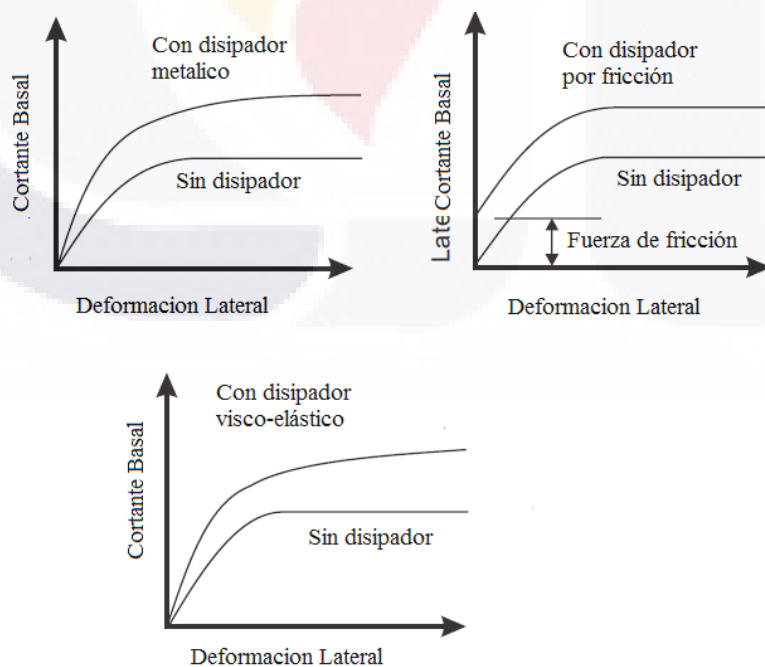 Con disipador
metalico
Cortante Basal
Sin disipador
Deformacion Lateral
Con disipador
por fricción
Late Cortante Basal
Sin disipador
Fuerza de fricción
Deformacion Lateral
Con disipador
visco-elástico
Cortante Basal
Sin disipador
Deformacion Lateral